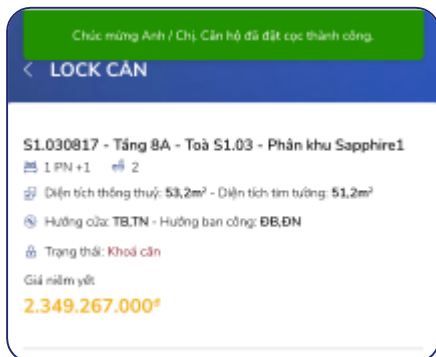 Chúc mừng Anh / Chị. Căn hộ đã đặt cọc thành công.
< LOCK CĂN
S1.030817 - Tầng 8A - Toà S1.03 - Phân khu Sapphire1
1 PN +1 2
Diện tích thông thuỷ: 53,2m² - Diện tích tim tường: 51,2m²
Hướng cửa: TB,TN - Hướng ban công: ĐB,ĐN
Trạng thái: Khoá căn
Giá niêm yết
2.349.267.000đ